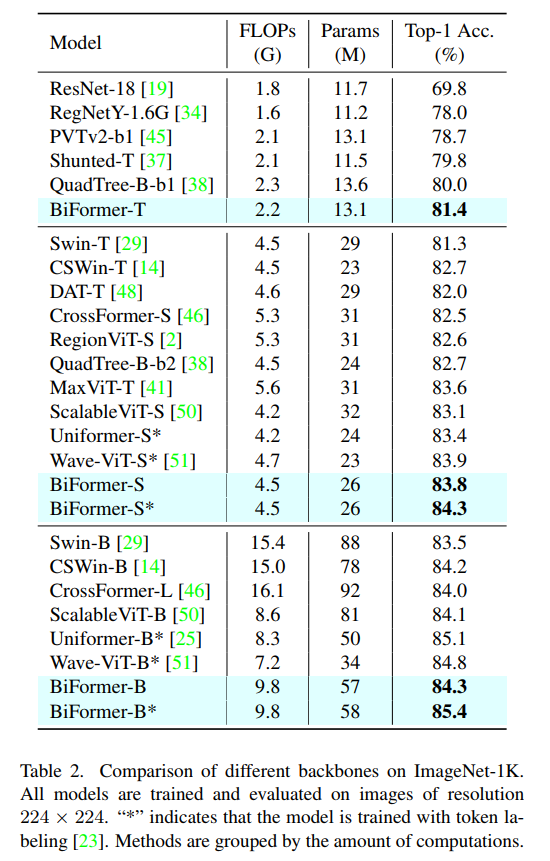 Model FLOPs (G) Params (M) Top-1 Acc. (%)
ResNet-18 [19] 1.8 11.7 69.8
RegNetY-1.6G [34] 1.6 11.2 78.0
PVTv2-b1 [45] 2.1 13.1 78.7
Shunted-T [37] 2.1 11.5 79.8
QuadTree-B-b1 [38] 2.3 13.6 80.0
BiFormer-T 2.2 13.1 81.4
Swin-T [29] 4.5 29 81.3
CSWin-T [14] 4.5 23 82.7
DAT-T [48] 4.6 29 82.0
CrossFormer-S [46] 5.3 31 82.5
RegionViT-S [2] 5.3 31 82.6
QuadTree-B-b2 [38] 4.5 24 82.7
MaxViT-T [41] 5.6 31 83.6
ScalableViT-S [50] 4.2 32 83.1
Uniformer-S* 4.2 24 83.4
Wave-ViT-S* [51] 4.7 23 83.9
BiFormer-S 4.5 26 83.8
BiFormer-S* 4.5 26 84.3
Swin-B [29] 15.4 88 83.5
CSWin-B [14] 15.0 78 84.2
CrossFormer-L [46] 16.1 92 84.0
ScalableViT-B [50] 8.6 81 84.1
Uniformer-B* [25] 8.3 50 85.1
Wave-ViT-B* [51] 7.2 34 84.8
BiFormer-B 9.8 57 84.3
BiFormer-B* 9.8 58 85.4
Table 2. Comparison of different backbones on ImageNet-1K.
All models are trained and evaluated on images of resolution
224 × 224. “*” indicates that the model is trained with token la-
beling [23]. Methods are grouped by the amount of computations.